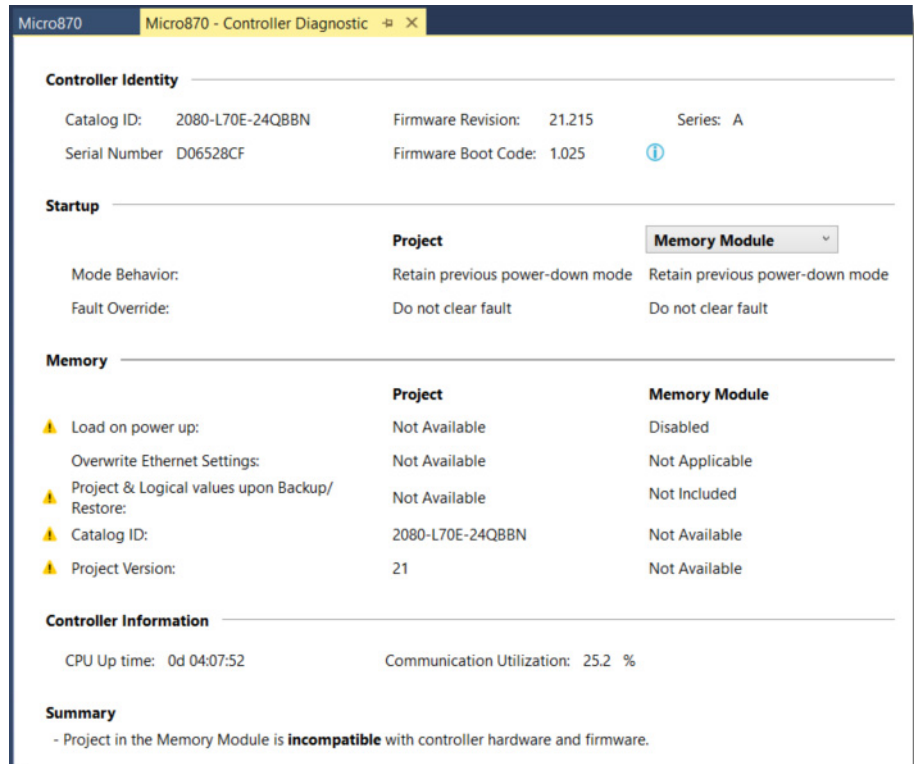 Micro870 Micro870 - Controller Diagnostic
Controller Identity
Catalog ID: 2080-L70E-24QBBN Firmware Revision: 21.215 Series: A
Serial Number D06528CF Firmware Boot Code: 1.025
Startup
Project Memory Module
Mode Behavior: Retain previous power-down mode Retain previous power-down mode
Fault Override: Do not clear fault Do not clear fault
Memory
Project Memory Module
Load on power up: Not Available Disabled
Overwrite Ethernet Settings: Not Available Not Applicable
Project & Logical values upon Backup/
Restore: Not Available Not Included
Catalog ID: 2080-L70E-24QBBN Not Available
Project Version: 21 Not Available
Controller Information
CPU Up time: 0d 04:07:52 Communication Utilization: 25.2 %
Summary
- Project in the Memory Module is incompatible with controller hardware and firmware.